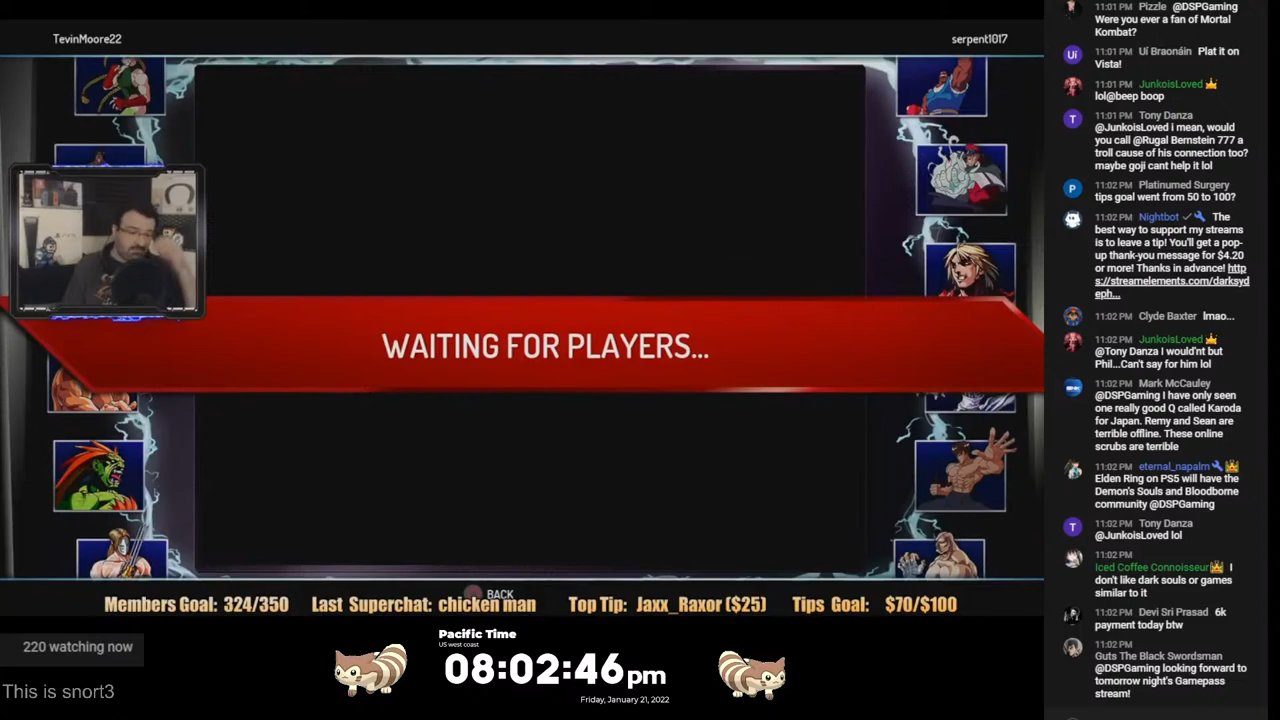 TevinMoore22
serpent1017
WAITING FOR PLAYERS...
BACK
Members Goal: 324/350
Last Superchat: chicken man
Top Tip: Jaxx_Raxor ($25)
Tips Goal: $70/$100
220 watching now
This is snort3
Pacific Time
US west coast
08:02:46pm
Friday, January 21, 2022
11:01 PM Pizzle @DSPGaming
Were you ever a fan of Mortal
Kombat?
11:01 PM Uí Braonáin Plat it on
Vista!
11:01 PM JunkoisLoved
lol@beep boop
11:01 PM Tony Danza
@JunkoisLoved i mean, would
you call @Rugal Bernstein 777 a
troll cause of his connection too?
maybe goji cant help it lol
11:02 PM Platinumed Surgery
tips goal went from 50 to 100?
11:02 PM Nightbot The
best way to support my streams
is to leave a tip! You'll get a pop-
up thank-you message for $4.20
or more! Thanks in advance! http
s://streamelements.com/darksyd
eph...
11:02 PM Clyde Baxter lmao...
11:02 PM JunkoisLoved
@Tony Danza I would'nt but
Phil...Can't say for him lol
11:02 PM Mark McCauley
@DSPGaming I have only seen
one really good Q called Karoda
for Japan. Remy and Sean are
terrible offline. These online
scrubs are terrible
11:02 PM eternal_napalm
Elden Ring on PS5 will have the
Demon's Souls and Bloodborne
community @DSPGaming
11:02 PM Tony Danza
@JunkoisLoved lol
11:02 PM
Iced Coffee Connoisseur I
don't like dark souls or games
similar to it
11:02 PM Devi Sri Prasad 6k
payment today btw
11:02 PM
Guts The Black Swordsman
@DSPGaming looking forward to
tomorrow night's Gamepass
stream!